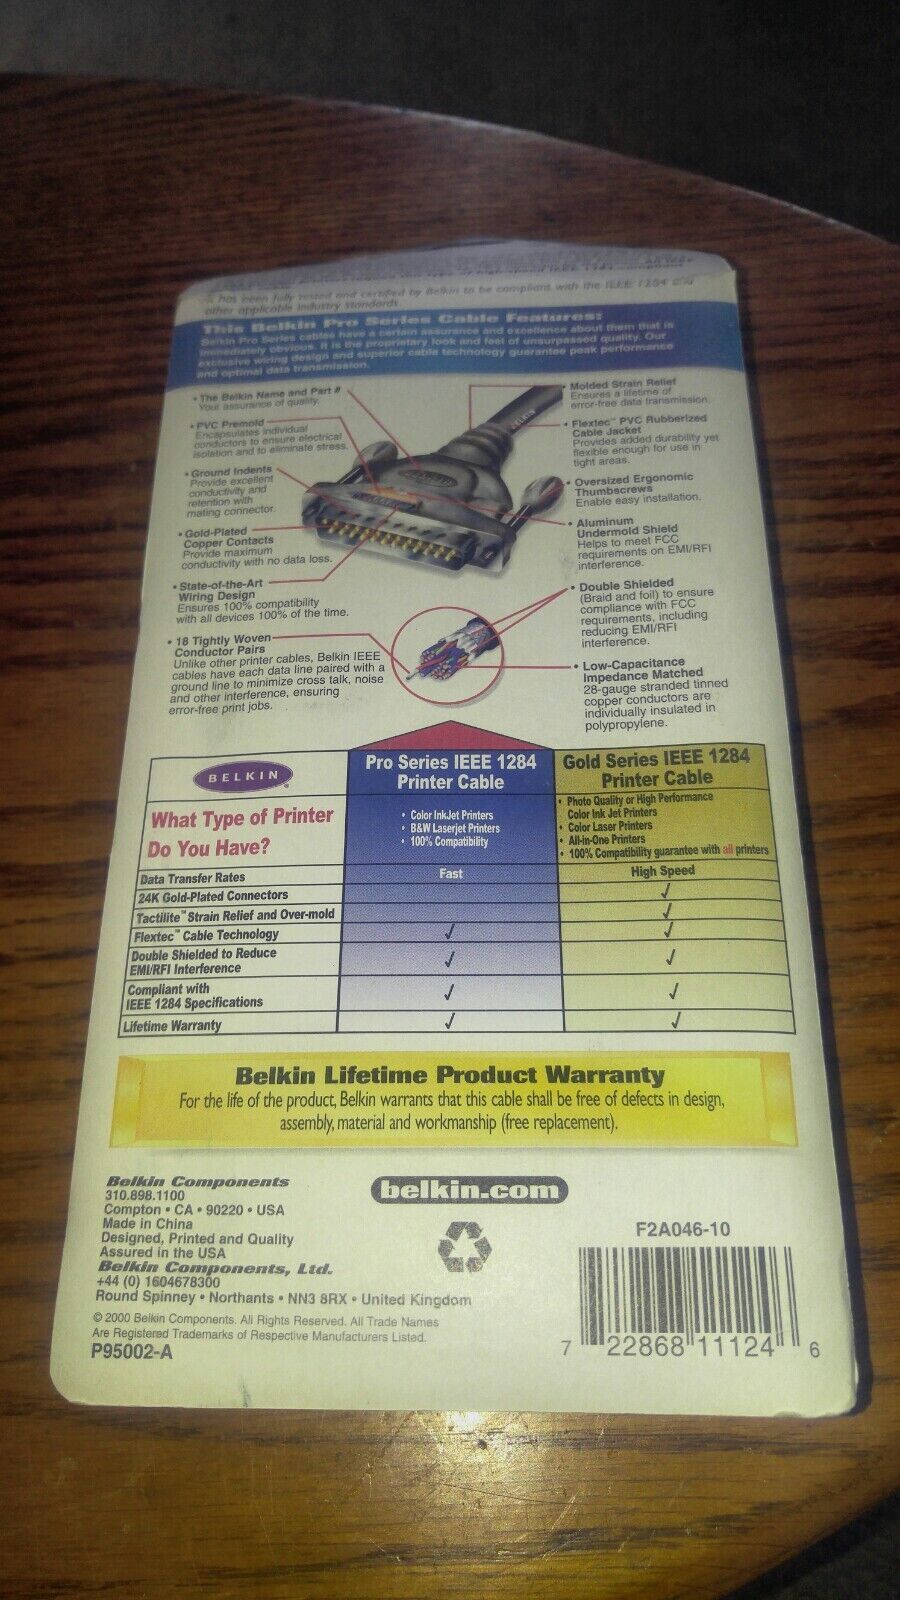 it has been fully tested and certified by Belkin to be compliant with the IEEE 1284 and
other applicable industry standards.
This Belkin Pro Series Cable Features:
Belkin Pro Series cables have a certain assurance and excellence about them that is
immediately obvious. It is the proprietary look and feel of unsurpassed quality. Our
exclusive wiring design and superior cable technology guarantee peak performance
and optimal data transmission.
• The Belkin Name and Part #
Your assurance of quality.
• PVC Premold
Encapsulates individual
conductors to ensure electrical
isolation and to eliminate stress.
• Ground Indents
Provide excellent
conductivity and
retention with
mating connector.
• Gold-Plated
Copper Contacts
Provide maximum
conductivity with no data loss.
• State-of-the-Art
Wiring Design
Ensures 100% compatibility
with all devices 100% of the time.
• 18 Tightly Woven
Conductor Pairs
Unlike other printer cables, Belkin IEEE
cables have each data line paired with a
ground line to minimize cross talk, noise
and other interference, ensuring
error-free print jobs.
BELKIN
• Molded Strain Relief
Ensures a lifetime of
error-free data transmission.
• Flextec™ PVC Rubberized
Cable Jacket
Provides added durability yet
flexible enough for use in
tight areas.
• Oversized Ergonomic
Thumbscrews
Enable easy installation.
• Aluminum
Undermold Shield
Helps to meet FCC
requirements on EMI/RFI
interference.
• Double Shielded
(Braid and foil) to ensure
compliance with FCC
requirements, including
reducing EMI/RFI
interference.
• Low-Capacitance
Impedance Matched
28-gauge stranded tinned
copper conductors are
individually insulated in
polypropylene.
BELKIN®
Pro Series IEEE 1284
Printer Cable
Gold Series IEEE 1284
Printer Cable
What Type of Printer
Do You Have?
• Color InkJet Printers
• B&W Laserjet Printers
• 100% Compatibility
• Photo Quality or High Performance
Color Ink Jet Printers
• Color Laser Printers
• All-in-One Printers
• 100% Compatibility guarantee with all printers
Data Transfer Rates Fast High Speed
24K Gold-Plated Connectors ✓
Tactilite™ Strain Relief and Over-mold ✓
Flextec™ Cable Technology ✓ ✓
Double Shielded to Reduce
EMI/RFI Interference ✓ ✓
Compliant with
IEEE 1284 Specifications ✓ ✓
Lifetime Warranty ✓ ✓
Belkin Lifetime Product Warranty
For the life of the product, Belkin warrants that this cable shall be free of defects in design,
assembly, material and workmanship (free replacement).
Belkin Components
310.898.1100
Compton • CA • 90220 • USA
Made in China
Designed, Printed and Quality
Assured in the USA
Belkin Components, Ltd.
+44 (0) 1604678300
Round Spinney • Northants • NN3 8RX • United Kingdom
© 2000 Belkin Components. All Rights Reserved. All Trade Names
Are Registered Trademarks of Respective Manufacturers Listed.
P95002-A
belkin.com
F2A046-10
7 22868 11124 6